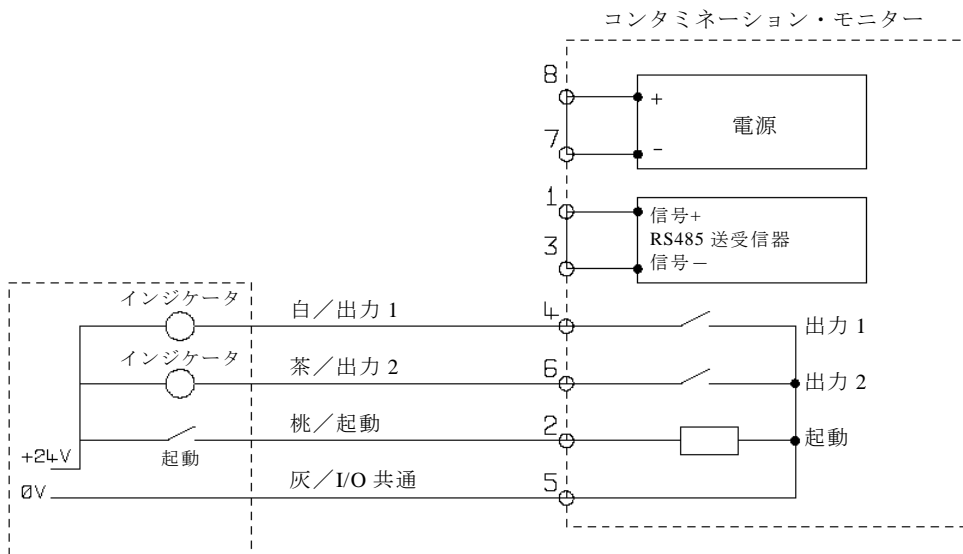 コンタミネーション・モニター
8
+
電源
7
-
1
信号+
RS485 送受信器
3
信号－
インジケータ
白／出力 1
4
出力 1
インジケータ
茶／出力 2
6
出力 2
桃／起動
2
起動
+24V
起動
灰／I/O 共通
5
0V